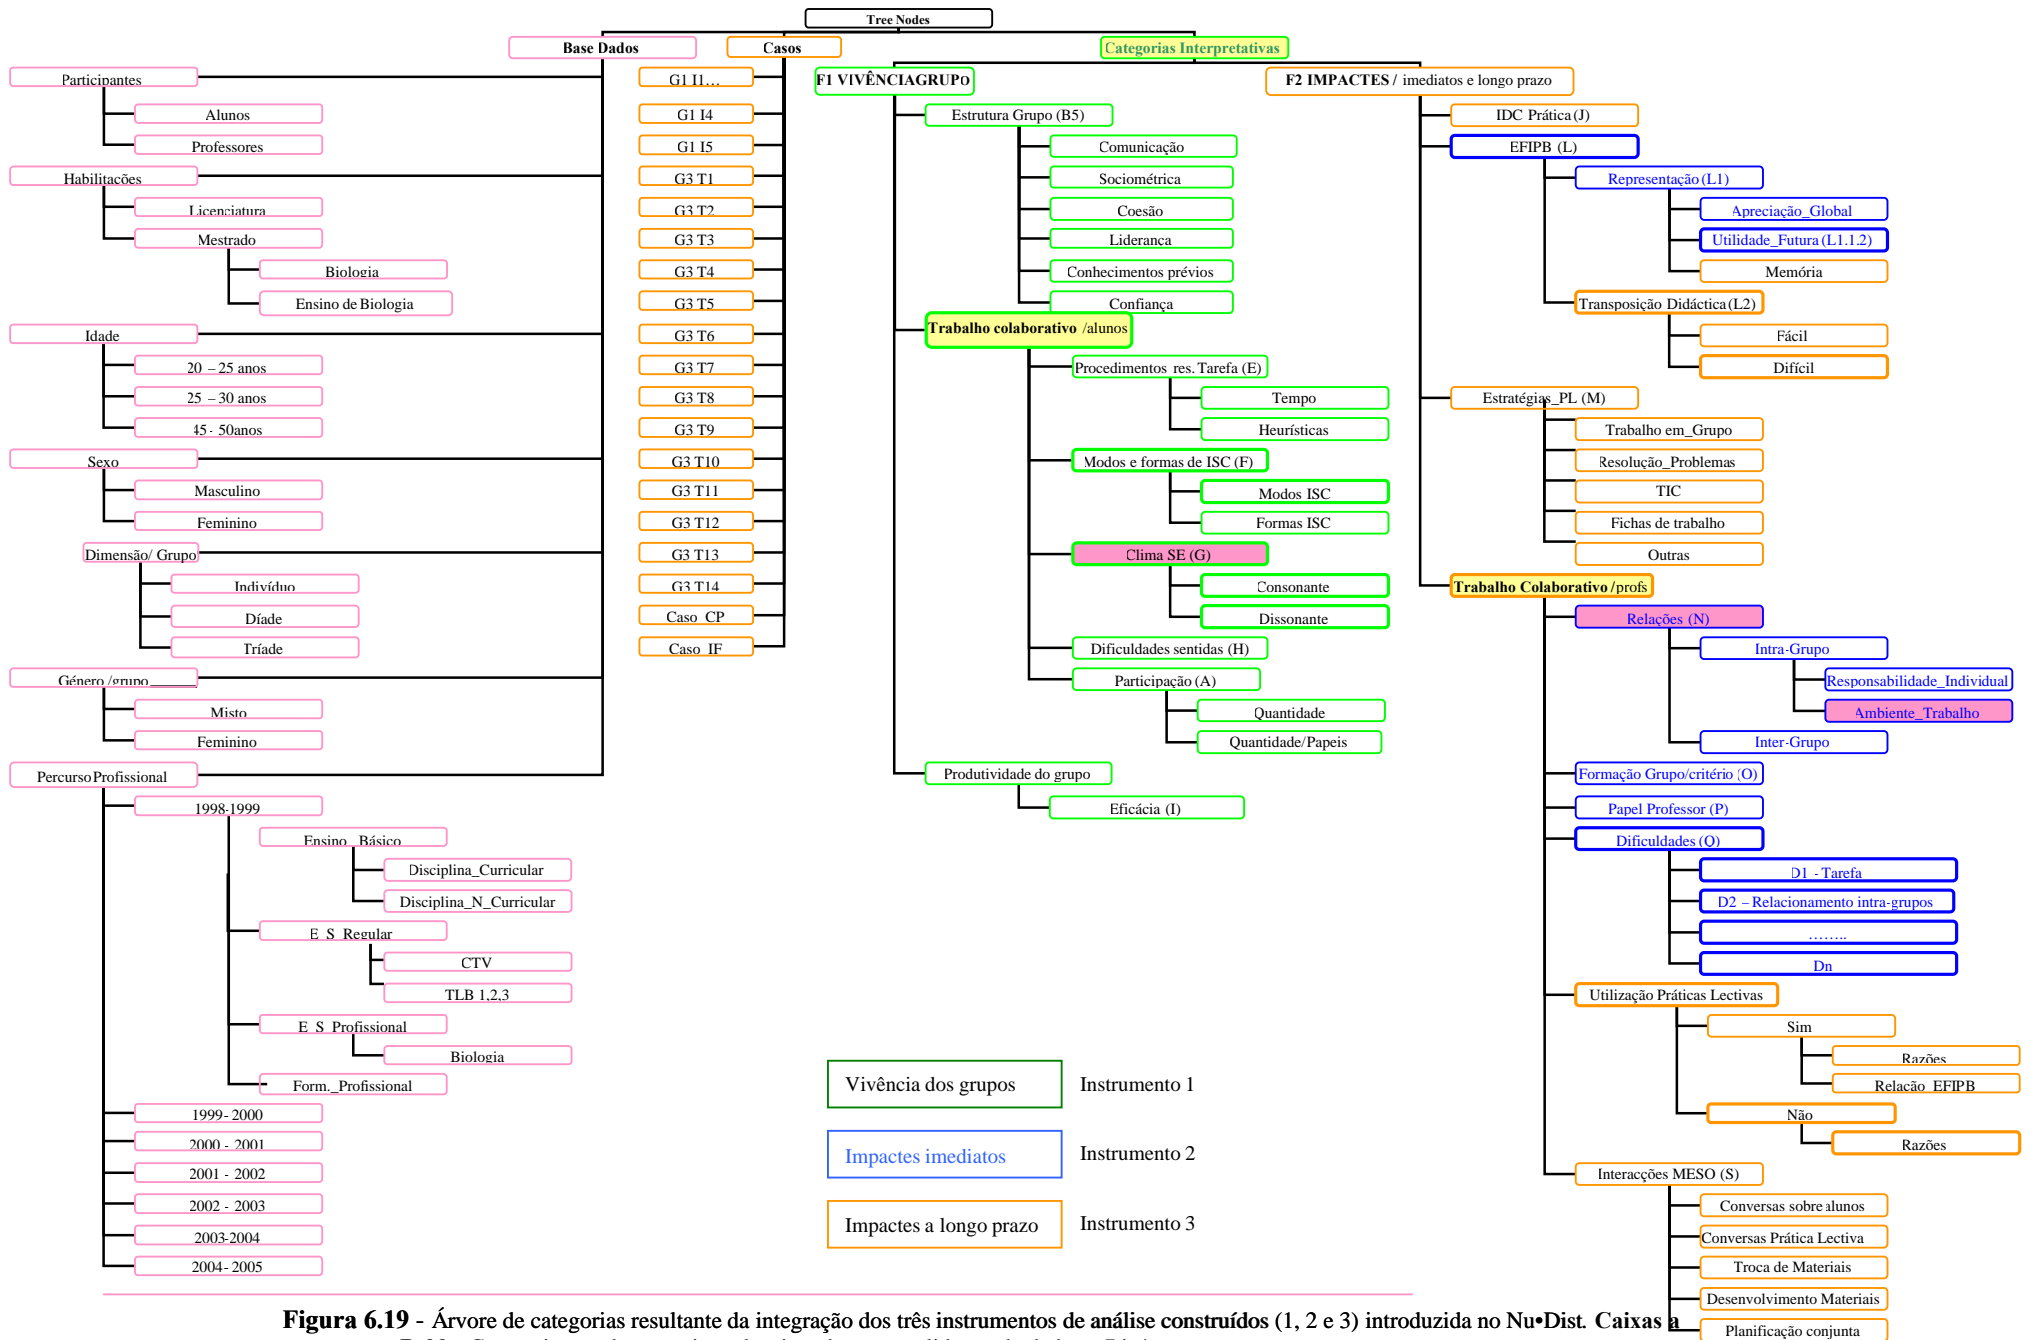 Tree Nodes
Base Dados
Casos
Categorias Interpretativas
Participantes
Alunos
Professores
Habilitações
Licenciatura
Mestrado
Biologia
Ensino de Biologia
Idade
20 – 25 anos
25 – 30 anos
45 - 50anos
Sexo
Masculino
Feminino
Dimensão/ Grupo
Indivíduo
Díade
Tríade
Género /grupo
Misto
Feminino
Percurso Profissional
1998-1999
Ensino_ Básico
Disciplina_Curricular
Disciplina_N_Curricular
E_S_Regular
CTV
TLB 1,2,3
E_S_Profissional
Biologia
Form._Profissional
1999- 2000
2000 - 2001
2001 - 2002
2002 - 2003
2003-2004
2004- 2005
G1 I1…
G1 I4
G1 I5
G3 T1
G3 T2
G3 T3
G3 T4
G3 T5
G3 T6
G3 T7
G3 T8
G3 T9
G3 T10
G3 T11
G3 T12
G3 T13
G3 T14
Caso_CP
Caso_IF
F1 VIVÊNCIAGRUPO
Estrutura Grupo (B5)
Comunicação
Sociométrica
Coesão
Liderança
Conhecimentos prévios
Confiança
Trabalho colaborativo /alunos
Procedimentos res. Tarefa (E)
Tempo
Heurísticas
Modos e formas de ISC (F)
Modos ISC
Formas ISC
Clima SE (G)
Consonante
Dissonante
Dificuldades sentidas (H)
Participação (A)
Quantidade
Quantidade/Papeis
Produtividade do grupo
Eficácia (I)
F2 IMPACTES / imediatos e longo prazo
IDC Prática (J)
EFIPB (L)
Representação (L1)
Apreciação_Global
Utilidade_Futura (L1.1.2)
Memória
Transposição Didáctica (L2)
Fácil
Difícil
Estratégias_PL (M)
Trabalho em_Grupo
Resolução_Problemas
TIC
Fichas de trabalho
Outras
Trabalho Colaborativo /profs
Relações (N)
Intra-Grupo
Responsabilidade_Individual
Ambiente_Trabalho
Inter-Grupo
Formação Grupo/critério (O)
Papel Professor (P)
Dificuldades (Q)
D1 - Tarefa
D2 – Relacionamento intra-grupos
……..
Dn
Utilização Práticas Lectivas
Sim
Razões
Relação_EFIPB
Não
Razões
Interacções MESO (S)
Conversas sobre alunos
Conversas Prática Lectiva
Troca de Materiais
Desenvolvimento Materiais
Planificação conjunta
Vivência dos grupos Instrumento 1
Impactes imediatos Instrumento 2
Impactes a longo prazo Instrumento 3
Figura 6.19 - Árvore de categorias resultante da integração dos três instrumentos de análise construídos (1, 2 e 3) introduzida no Nu•Dist. Caixas a